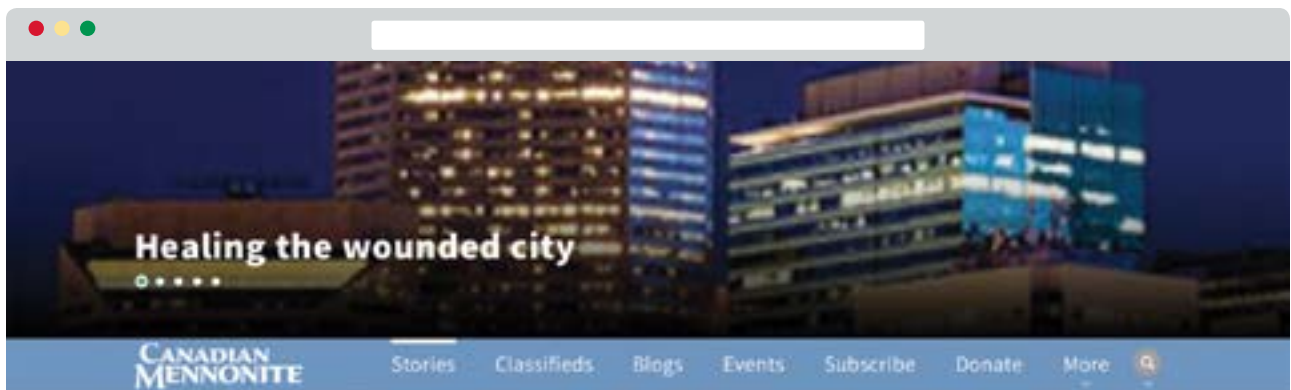 Healing the wounded city
CANADIAN
MENNONITE
Stories Classifieds Blogs Events Subscribe Donate More